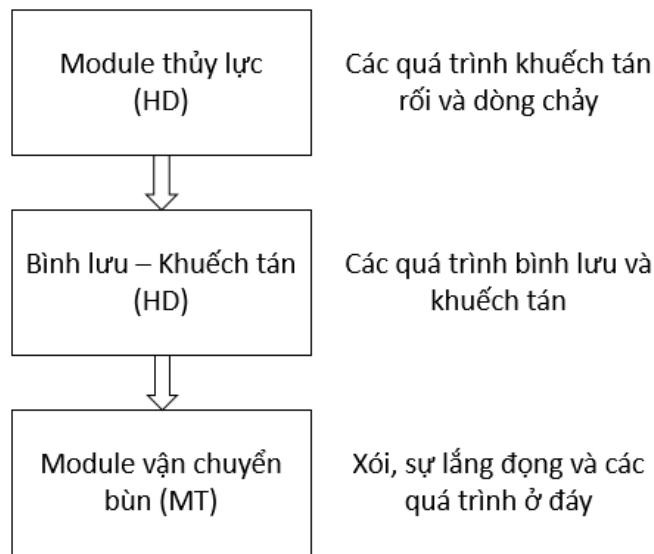 Module thủy lực
(HD)
Các quá trình khuếch tán
rối và dòng chảy
Bình lưu – Khuếch tán
(HD)
Các quá trình bình lưu và
khuếch tán
Module vận chuyển
bùn (MT)
Xói, sự lắng đọng và các
quá trình ở đáy